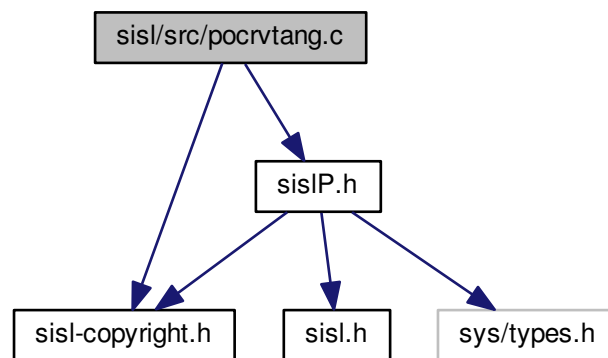 sisl/src/pocrvtang.c
sislP.h
sisl-copyright.h
sisl.h
sys/types.h